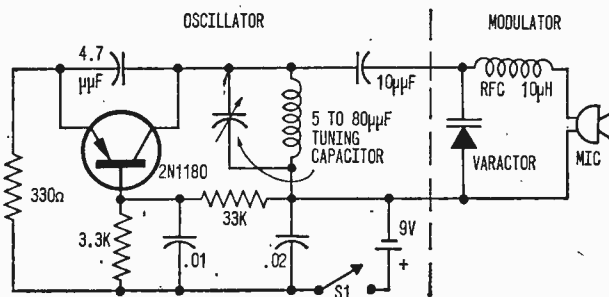 OSCILLATOR
MODULATOR
4.7
µµF
10µµF
RFC 10µH
5 TO 80µµF
TUNING
CAPACITOR
MIC
2N1180
VARACTOR
330Ω
33K
3.3K
.01
.02
9V
+
S1